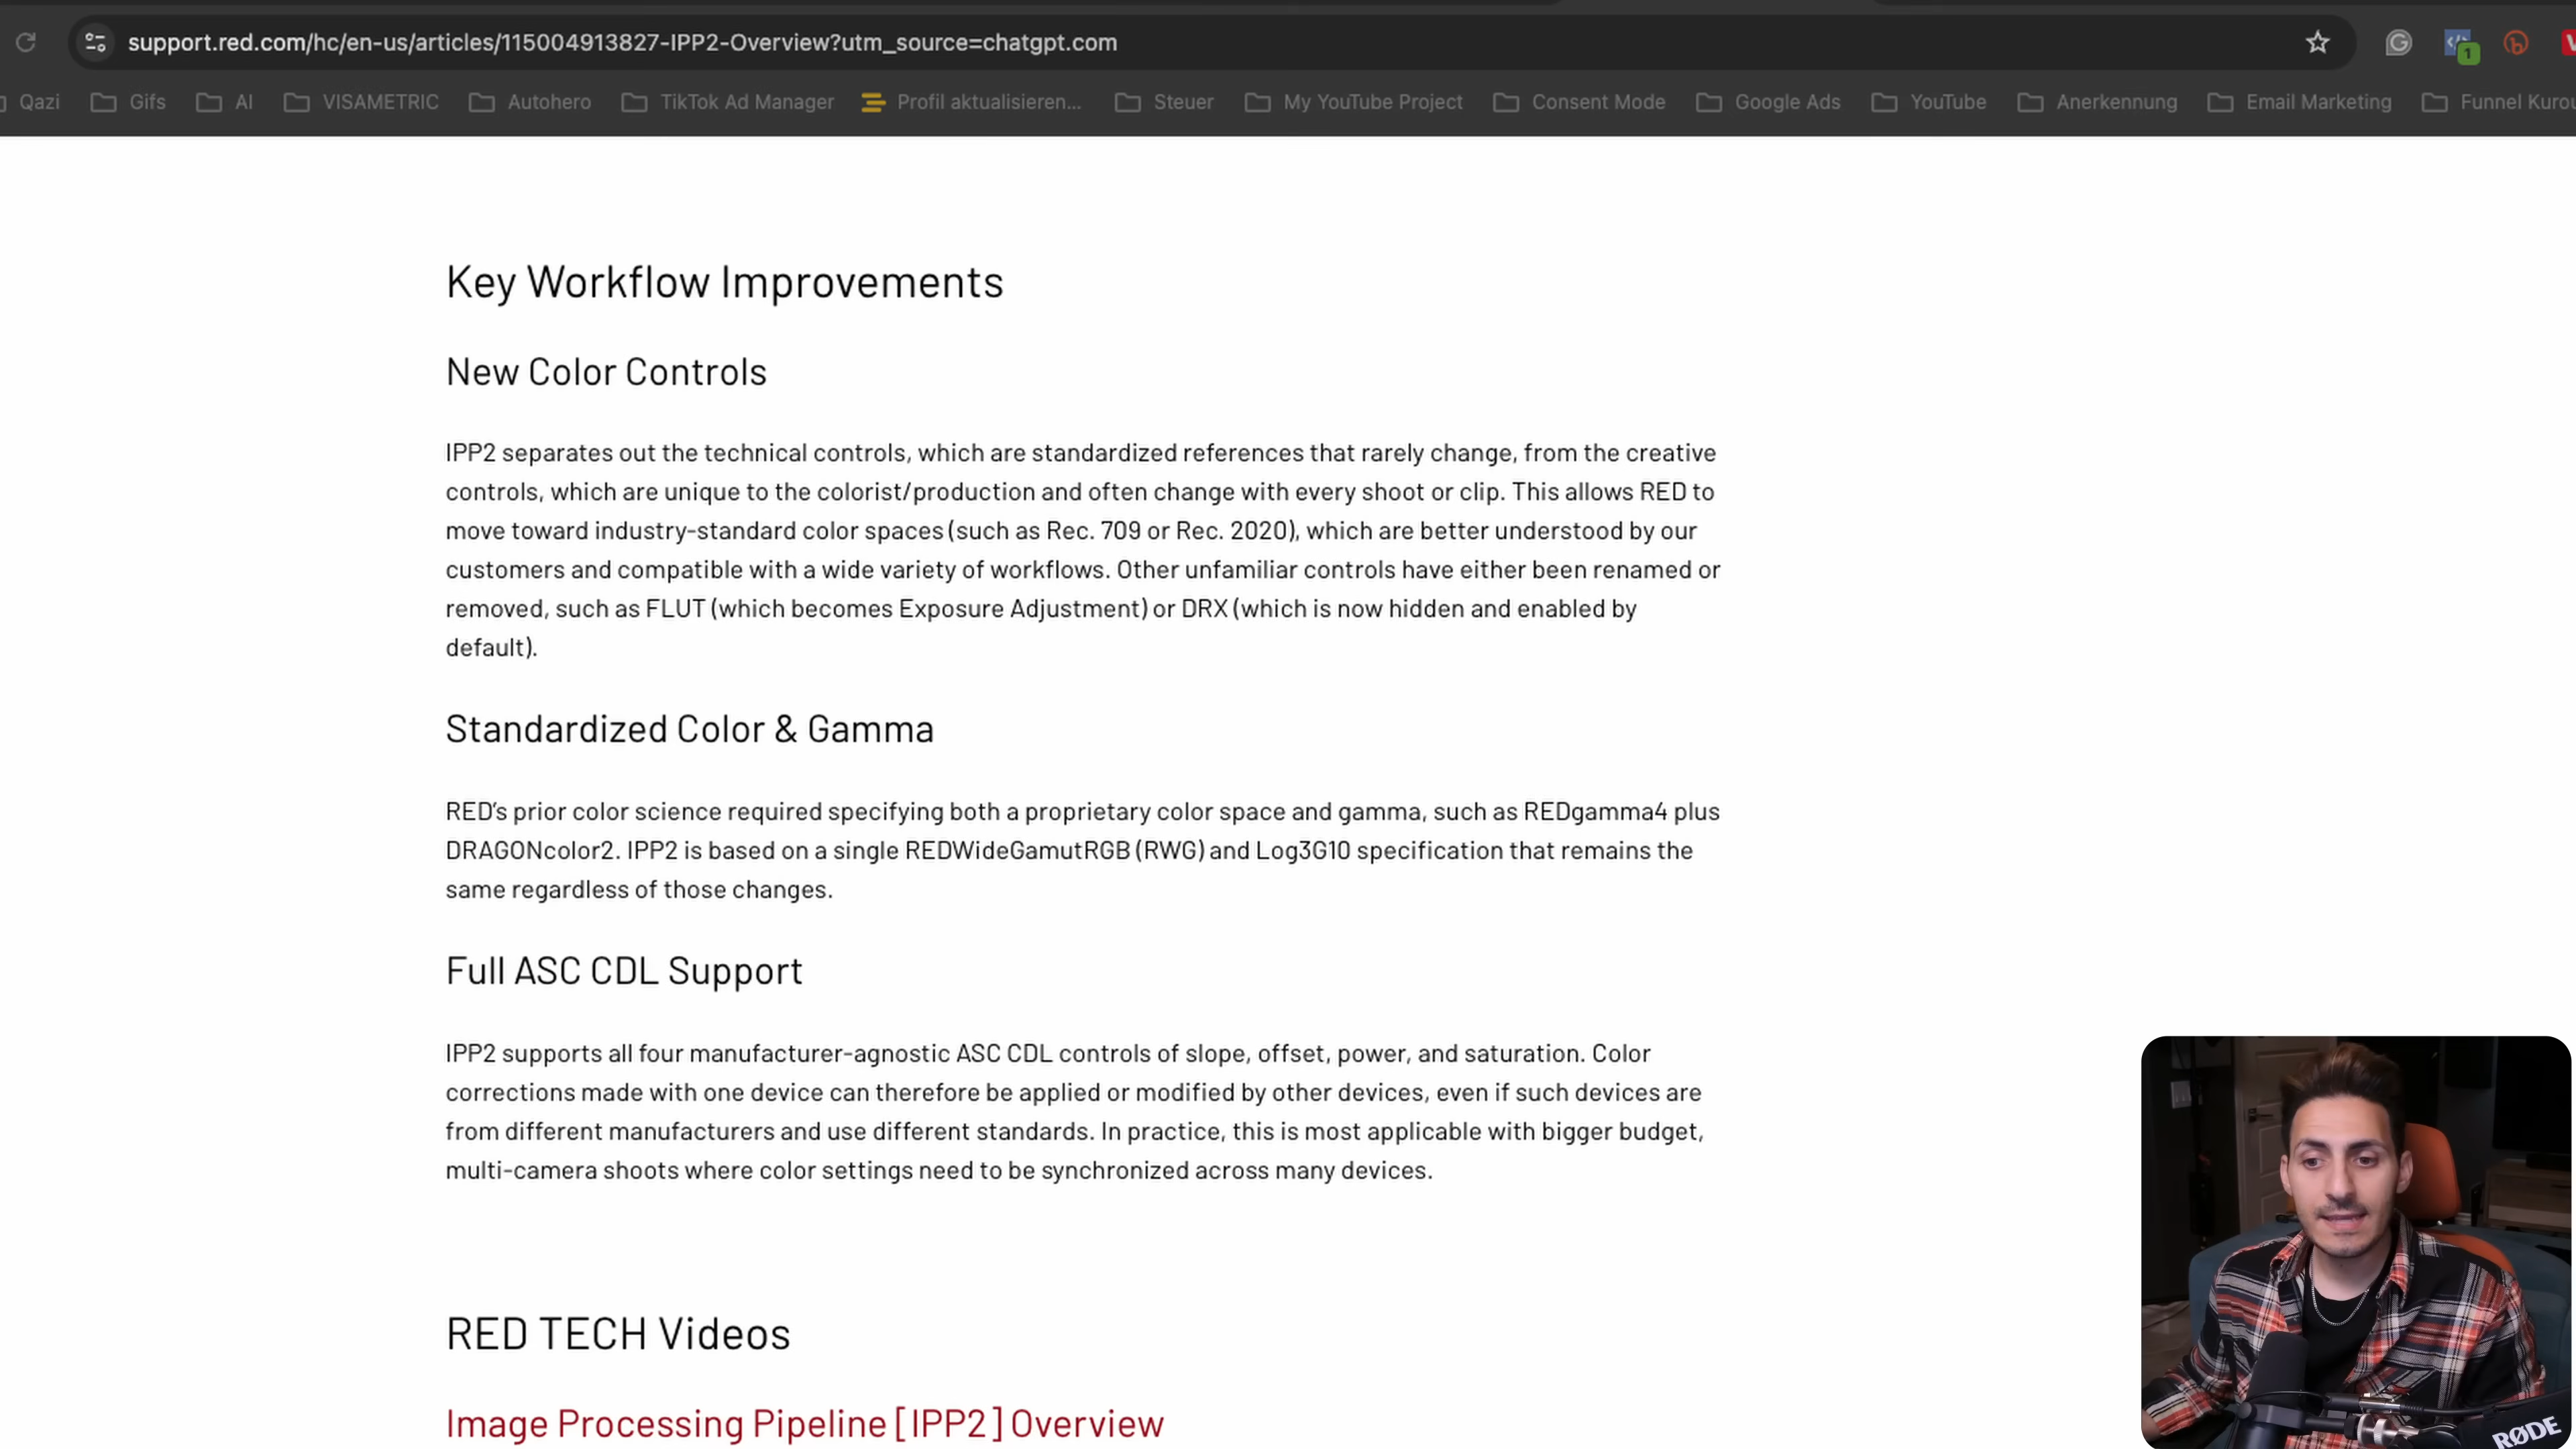 support.red.com/hc/en-us/articles/115004913827-IPP2-Overview?utm_source=chatgpt.com
1
Qazi Gifs AI VISAMETRIC Autohero TikTok Ad Manager Profil aktualisieren... Steuer My YouTube Project Consent Mode Google Ads YouTube Anerkennung Email Marketing Funnel Kurou
Key Workflow Improvements
New Color Controls
IPP2 separates out the technical controls, which are standardized references that rarely change, from the creative
controls, which are unique to the colorist/production and often change with every shoot or clip. This allows RED to
move toward industry-standard color spaces (such as Rec. 709 or Rec. 2020), which are better understood by our
customers and compatible with a wide variety of workflows. Other unfamiliar controls have either been renamed or
removed, such as FLUT (which becomes Exposure Adjustment) or DRX (which is now hidden and enabled by
default).
Standardized Color & Gamma
RED’s prior color science required specifying both a proprietary color space and gamma, such as REDgamma4 plus
DRAGONcolor2. IPP2 is based on a single REDWideGamutRGB (RWG) and Log3G10 specification that remains the
same regardless of those changes.
Full ASC CDL Support
IPP2 supports all four manufacturer-agnostic ASC CDL controls of slope, offset, power, and saturation. Color
corrections made with one device can therefore be applied or modified by other devices, even if such devices are
from different manufacturers and use different standards. In practice, this is most applicable with bigger budget,
multi-camera shoots where color settings need to be synchronized across many devices.
RED TECH Videos
Image Processing Pipeline [IPP2] Overview
RØDE